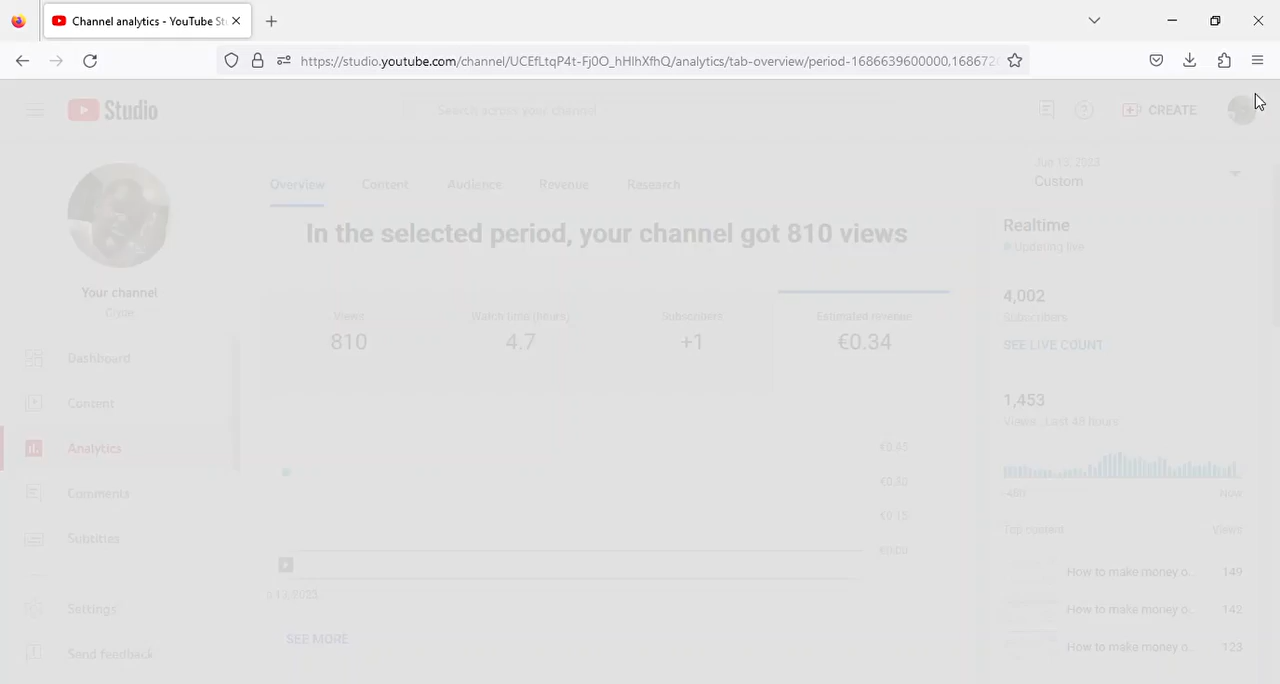 Channel analytics - YouTube St
https://studio.youtube.com/channel/UCEfLtqP4t-Fj0O_hHIhXfhQ/analytics/tab-overview/period-1686639600000,168672
Studio
Search across your channel
CREATE
Your channel
Dashboard
Content
Analytics
Comments
Subtitles
Settings
Send feedback
Overview
Content
Audience
Revenue
Research
Custom
In the selected period, your channel got 810 views
Views
810
Watch time (hours)
4.7
Subscribers
+1
Estimated revenue
€0.34
€0.45
€0.30
€0.15
€0.00
SEE MORE
Realtime
Updating live
4,002
Subscribers
SEE LIVE COUNT
1,453
Views · Last 48 hours
-48h
Now
Top content
Views
How to make money o...
149
How to make money o...
142
How to make money o...
123